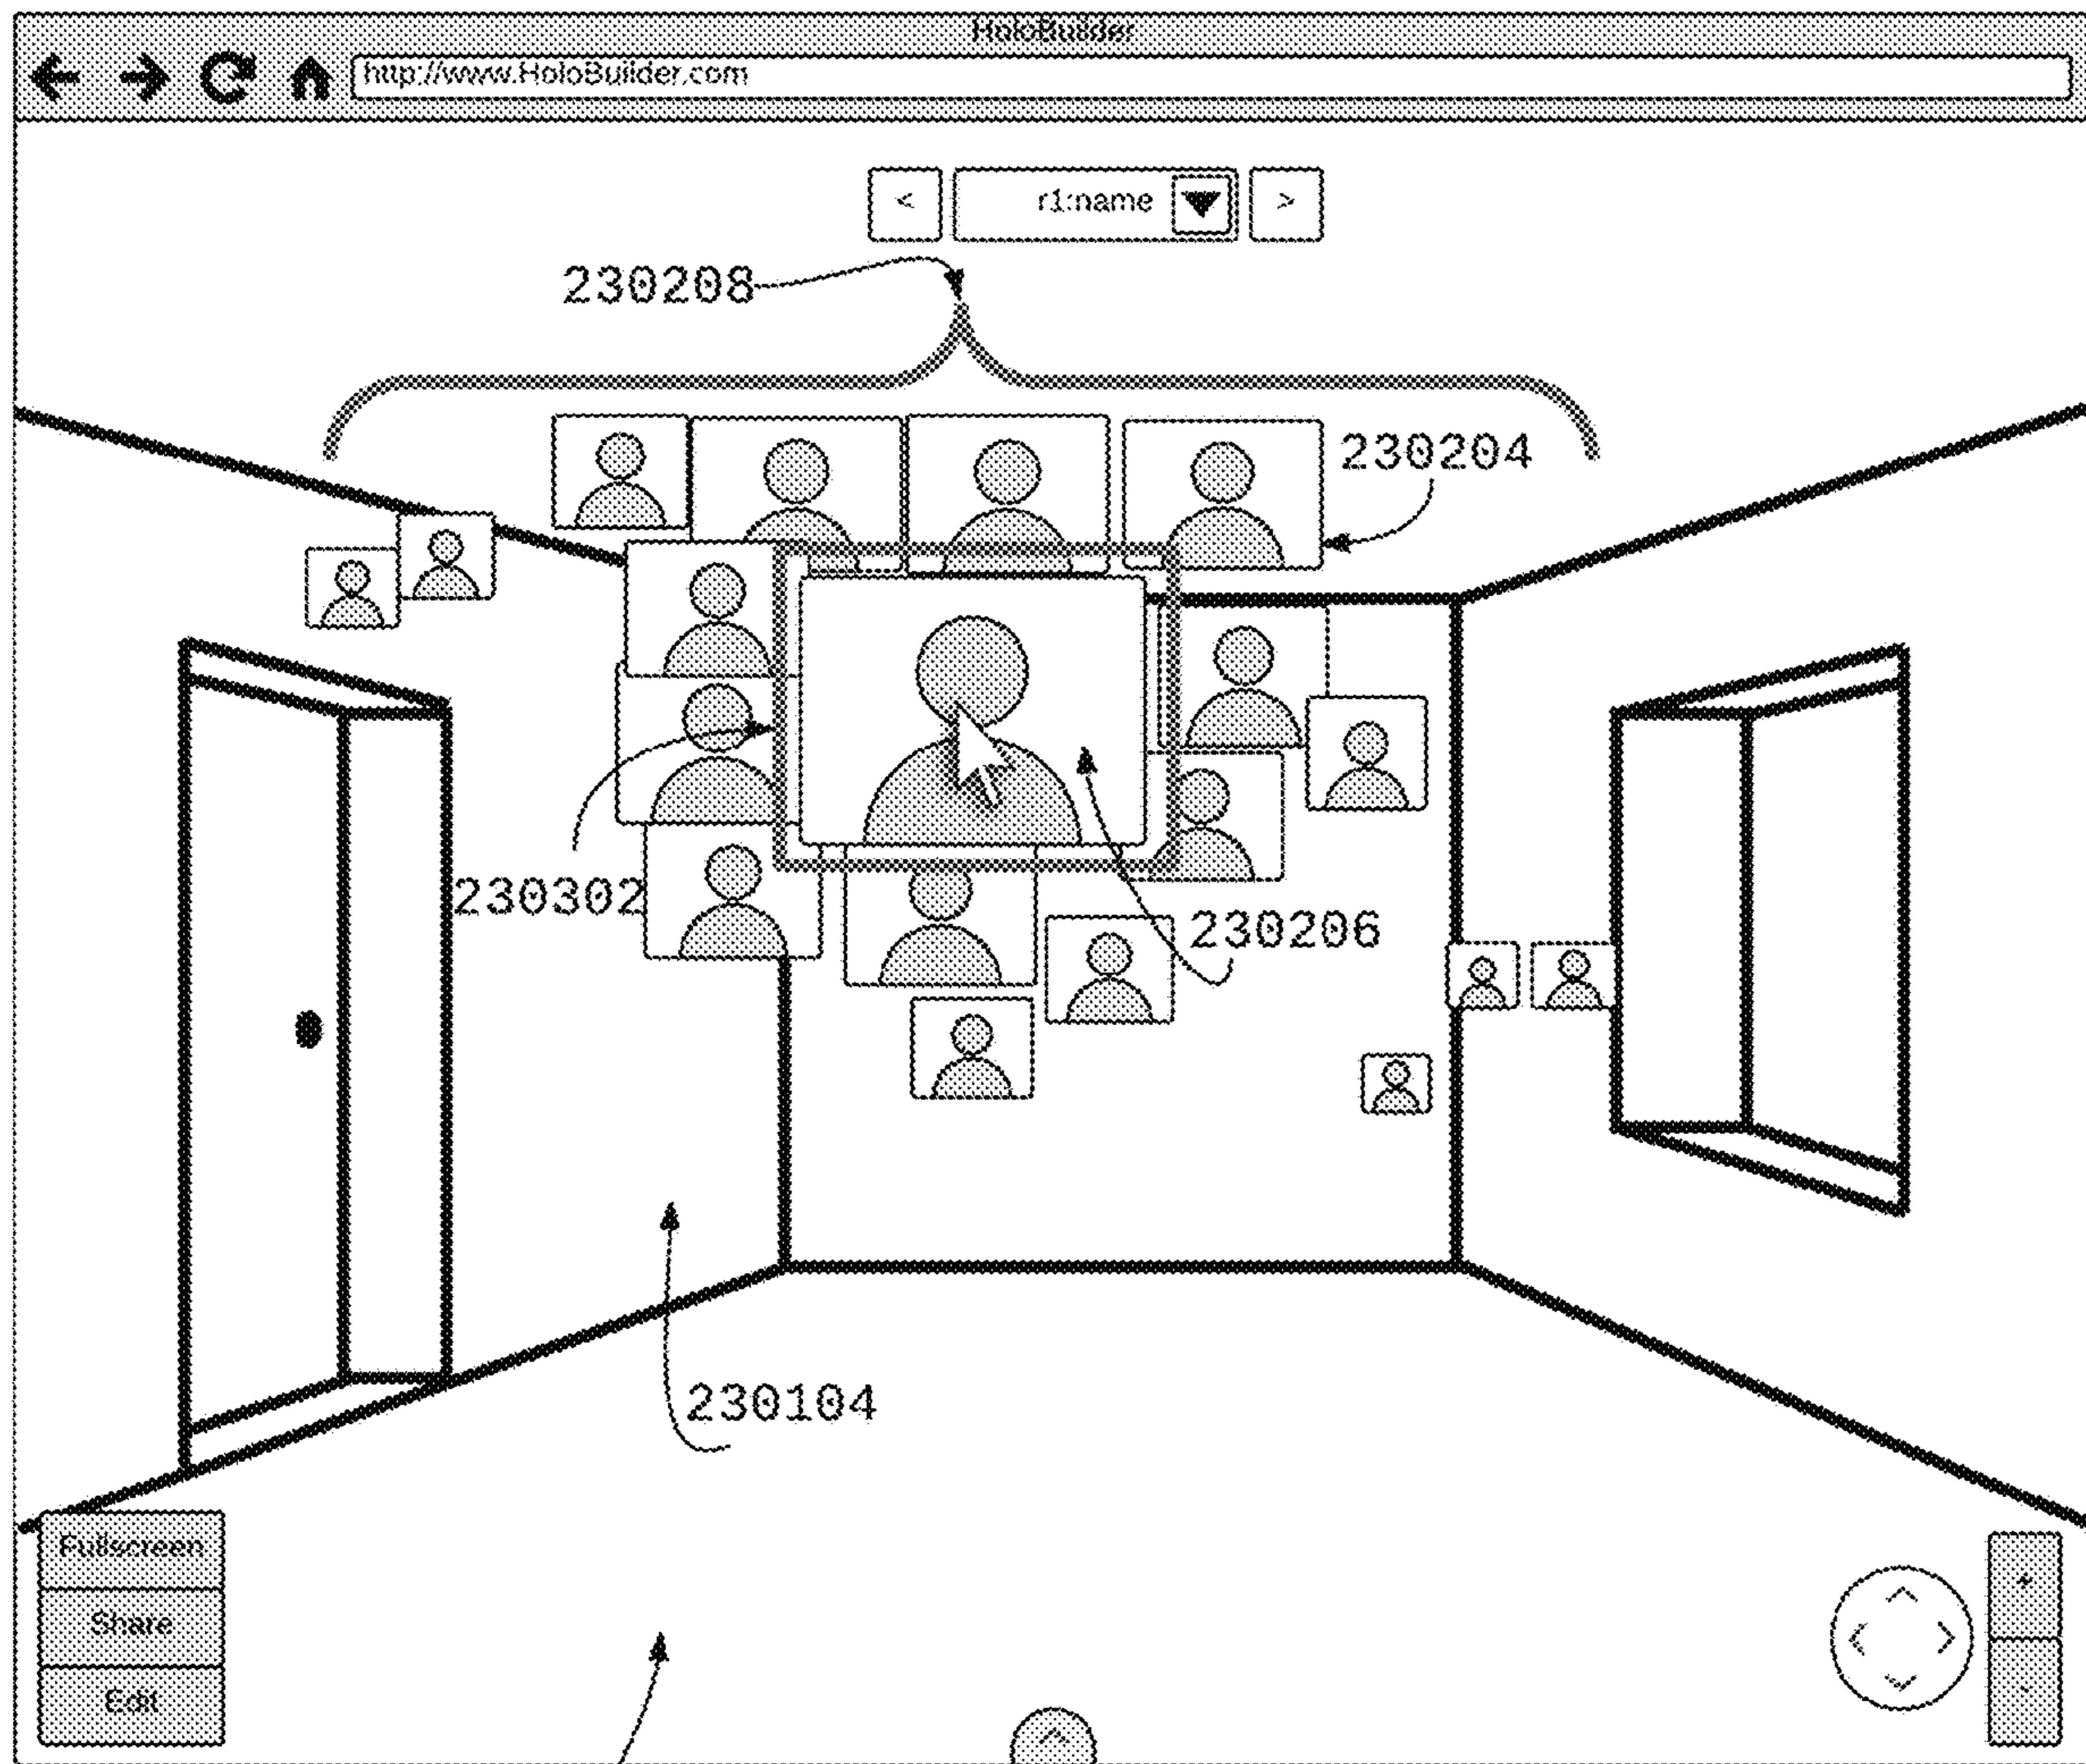 HoloBuilder
http://www.HoloBuilder.com
< r1:name >
230208
230204
230302
230206
230104
Fullscreen
Share
Edit
+
-